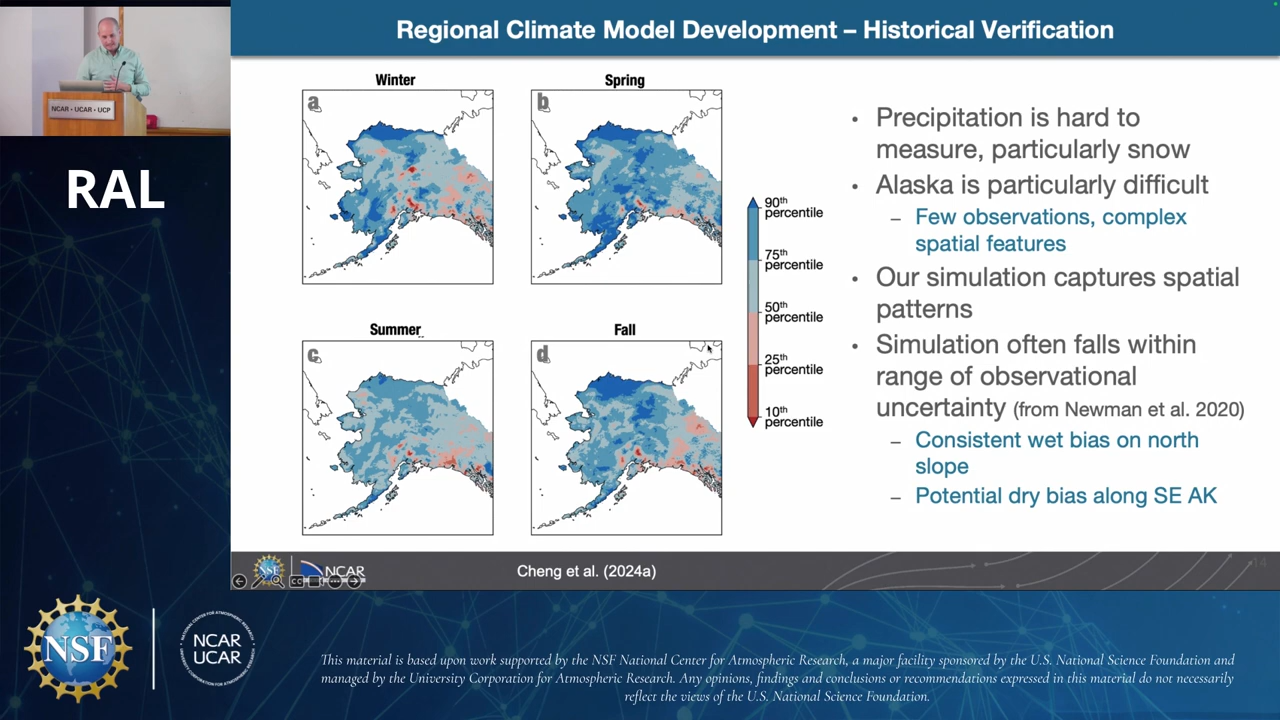 Regional Climate Model Development – Historical Verification
NCAR • UCAR • UCP
RAL
Winter
Spring
a
b
Summer
Fall
c
d
90th
percentile
75th
percentile
50th
percentile
25th
percentile
10th
percentile
• Precipitation is hard to
measure, particularly snow
• Alaska is particularly difficult
– Few observations, complex
spatial features
• Our simulation captures spatial
patterns
• Simulation often falls within
range of observational
uncertainty (from Newman et al. 2020)
– Consistent wet bias on north
slope
– Potential dry bias along SE AK
NSF
NCAR
Cheng et al. (2024a)
14
NSF
NCAR
UCAR
This material is based upon work supported by the NSF National Center for Atmospheric Research, a major facility sponsored by the U.S. National Science Foundation and
managed by the University Corporation for Atmospheric Research. Any opinions, findings and conclusions or recommendations expressed in this material do not necessarily
reflect the views of the U.S. National Science Foundation.